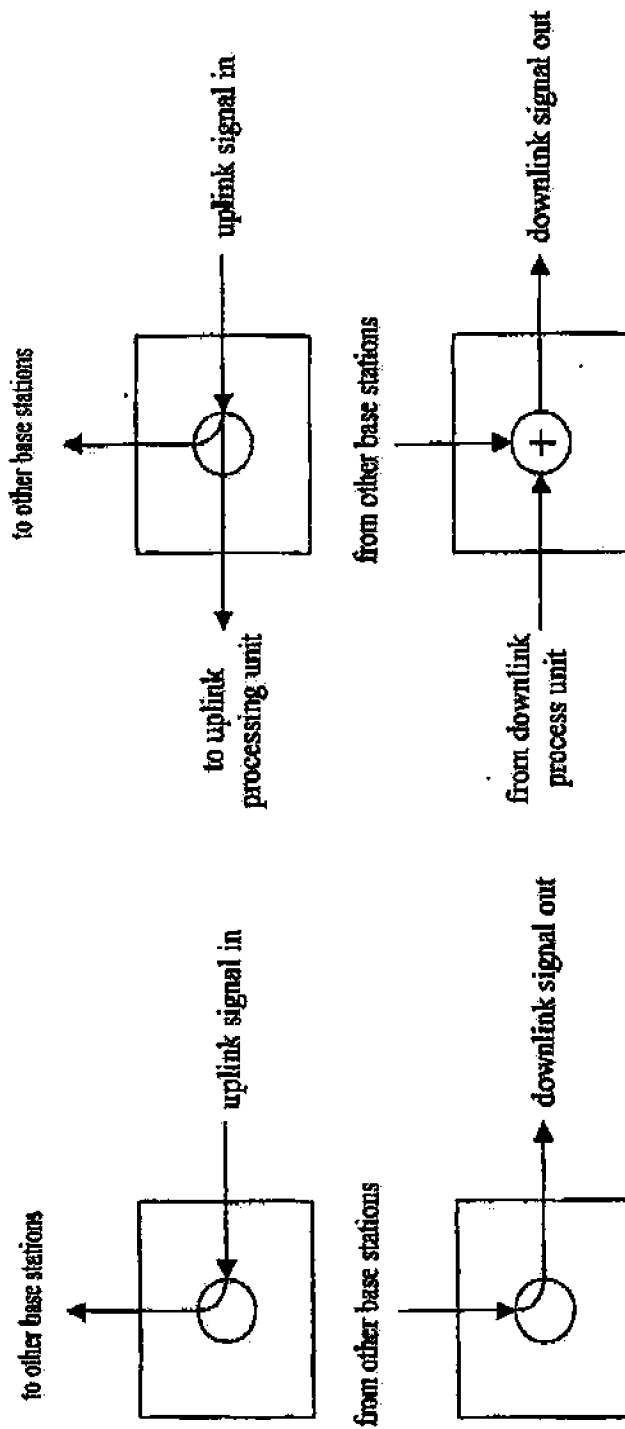 to other base stations
uplink signal in
from other base stations
downlink signal out
to other base stations
uplink signal in
to uplink
processing unit
from other base stations
from downlink
process unit
downlink signal out
+